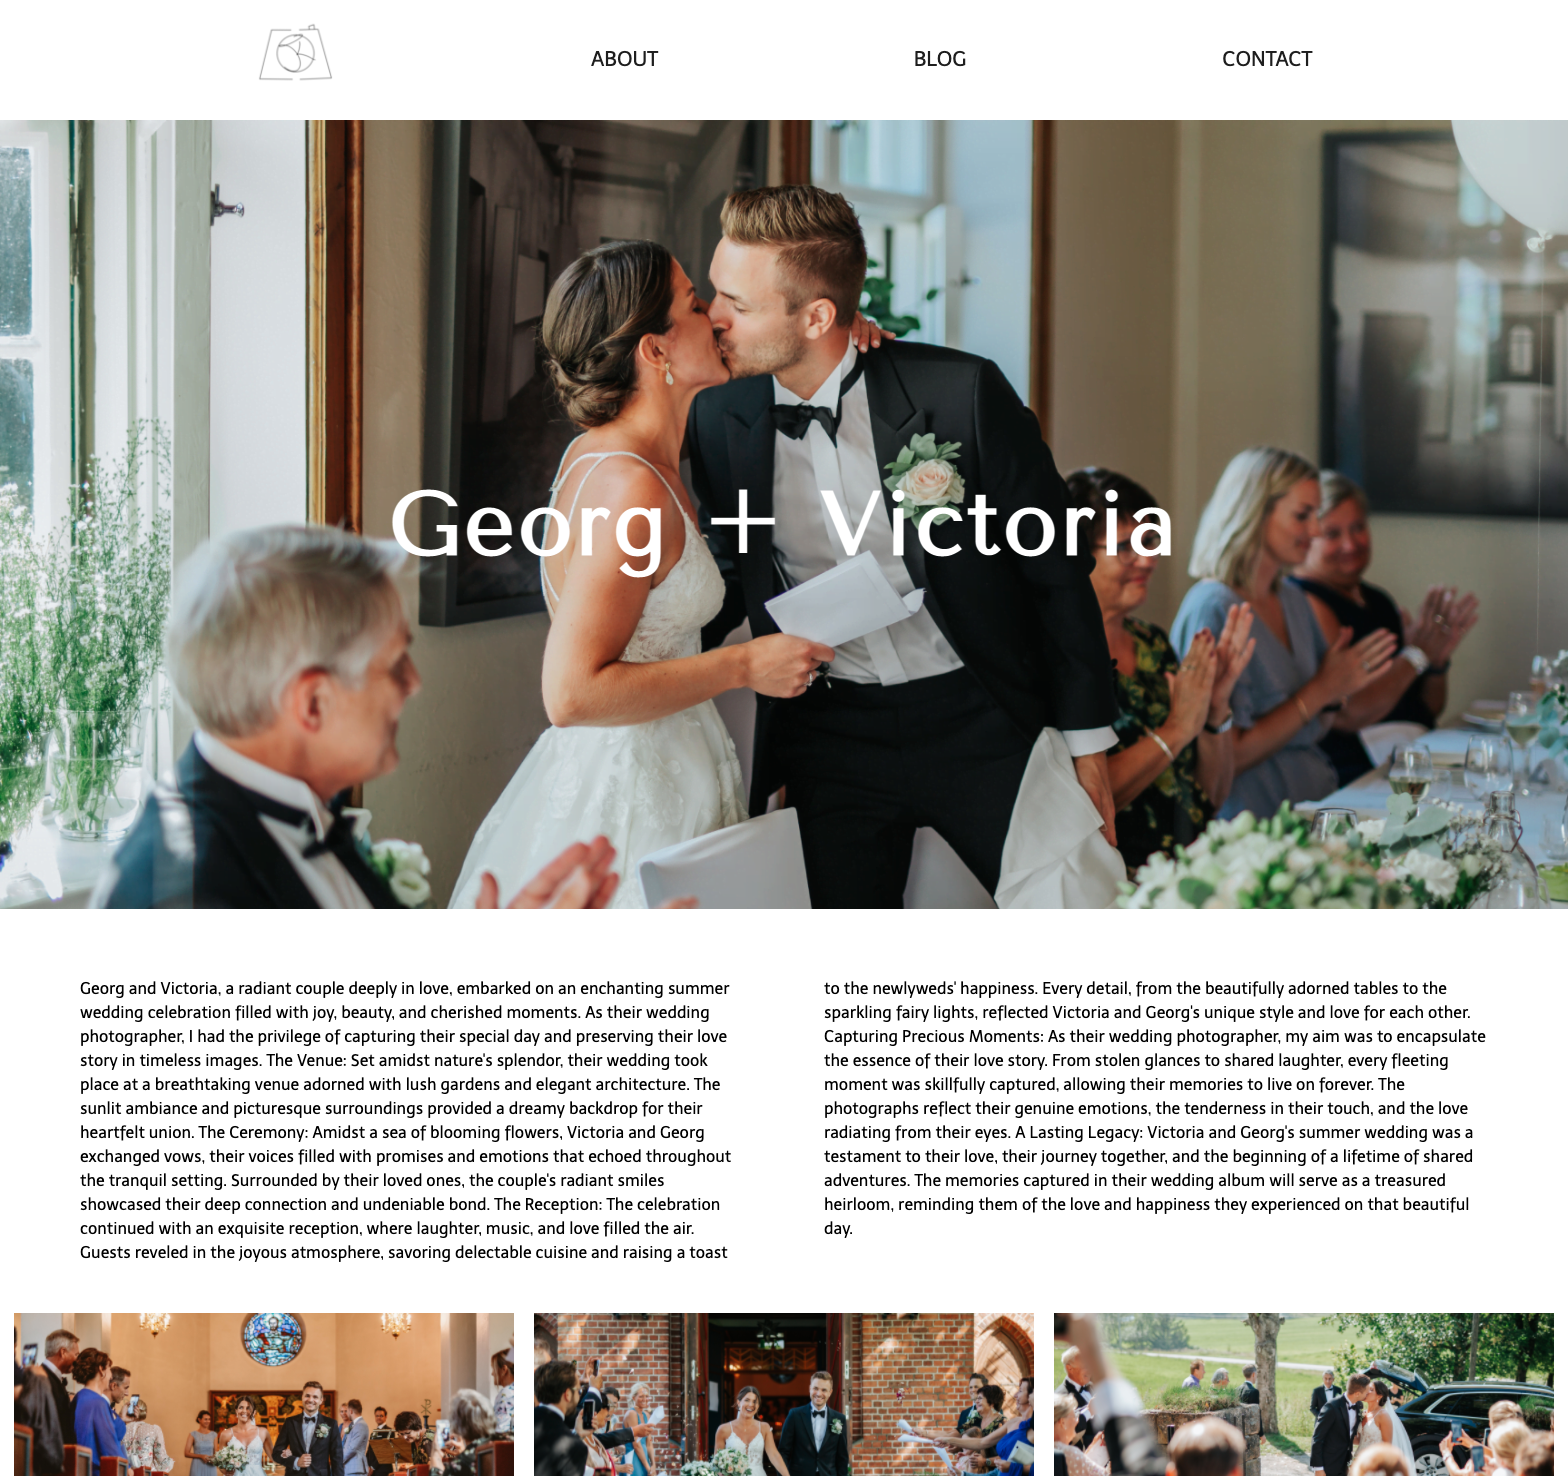 ABOUT
BLOG
CONTACT
Georg + Victoria
Georg and Victoria, a radiant couple deeply in love, embarked on an enchanting summer
wedding celebration filled with joy, beauty, and cherished moments. As their wedding
photographer, I had the privilege of capturing their special day and preserving their love
story in timeless images. The Venue: Set amidst nature's splendor, their wedding took
place at a breathtaking venue adorned with lush gardens and elegant architecture. The
sunlit ambiance and picturesque surroundings provided a dreamy backdrop for their
heartfelt union. The Ceremony: Amidst a sea of blooming flowers, Victoria and Georg
exchanged vows, their voices filled with promises and emotions that echoed throughout
the tranquil setting. Surrounded by their loved ones, the couple's radiant smiles
showcased their deep connection and undeniable bond. The Reception: The celebration
continued with an exquisite reception, where laughter, music, and love filled the air.
Guests reveled in the joyous atmosphere, savoring delectable cuisine and raising a toast
to the newlyweds' happiness. Every detail, from the beautifully adorned tables to the
sparkling fairy lights, reflected Victoria and Georg's unique style and love for each other.
Capturing Precious Moments: As their wedding photographer, my aim was to encapsulate
the essence of their love story. From stolen glances to shared laughter, every fleeting
moment was skillfully captured, allowing their memories to live on forever. The
photographs reflect their genuine emotions, the tenderness in their touch, and the love
radiating from their eyes. A Lasting Legacy: Victoria and Georg's summer wedding was a
testament to their love, their journey together, and the beginning of a lifetime of shared
adventures. The memories captured in their wedding album will serve as a treasured
heirloom, reminding them of the love and happiness they experienced on that beautiful
day.